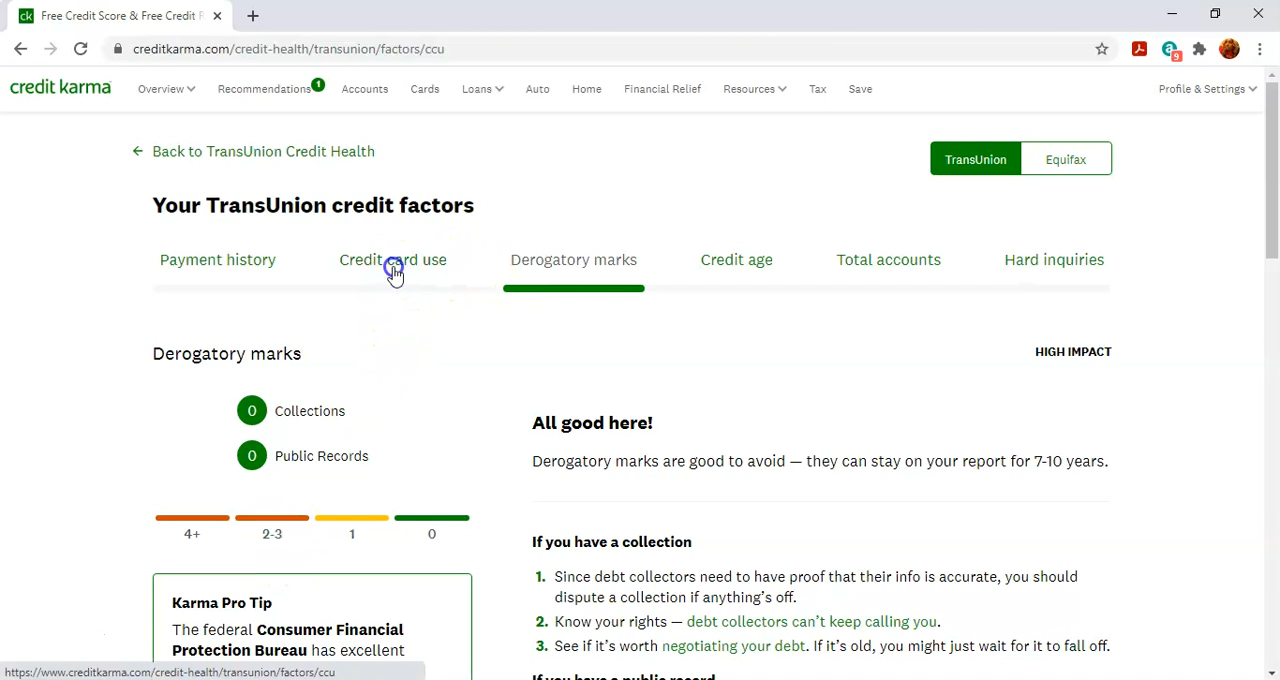 ck Free Credit Score & Free Credit R
creditkarma.com/credit-health/transunion/factors/ccu
9
credit karma Overview Recommendations 1 Accounts Cards Loans Auto Home Financial Relief Resources Tax Save Profile & Settings
← Back to TransUnion Credit Health
TransUnion Equifax
Your TransUnion credit factors
Payment history Credit card use Derogatory marks Credit age Total accounts Hard inquiries
Derogatory marks
HIGH IMPACT
0 Collections
0 Public Records
4+ 2-3 1 0
Karma Pro Tip
The federal Consumer Financial
Protection Bureau has excellent
All good here!
Derogatory marks are good to avoid — they can stay on your report for 7-10 years.
If you have a collection
1. Since debt collectors need to have proof that their info is accurate, you should
dispute a collection if anything's off.
2. Know your rights — debt collectors can't keep calling you.
3. See if it's worth negotiating your debt. If it's old, you might just wait for it to fall off.
If you have a public record
https://www.creditkarma.com/credit-health/transunion/factors/ccu